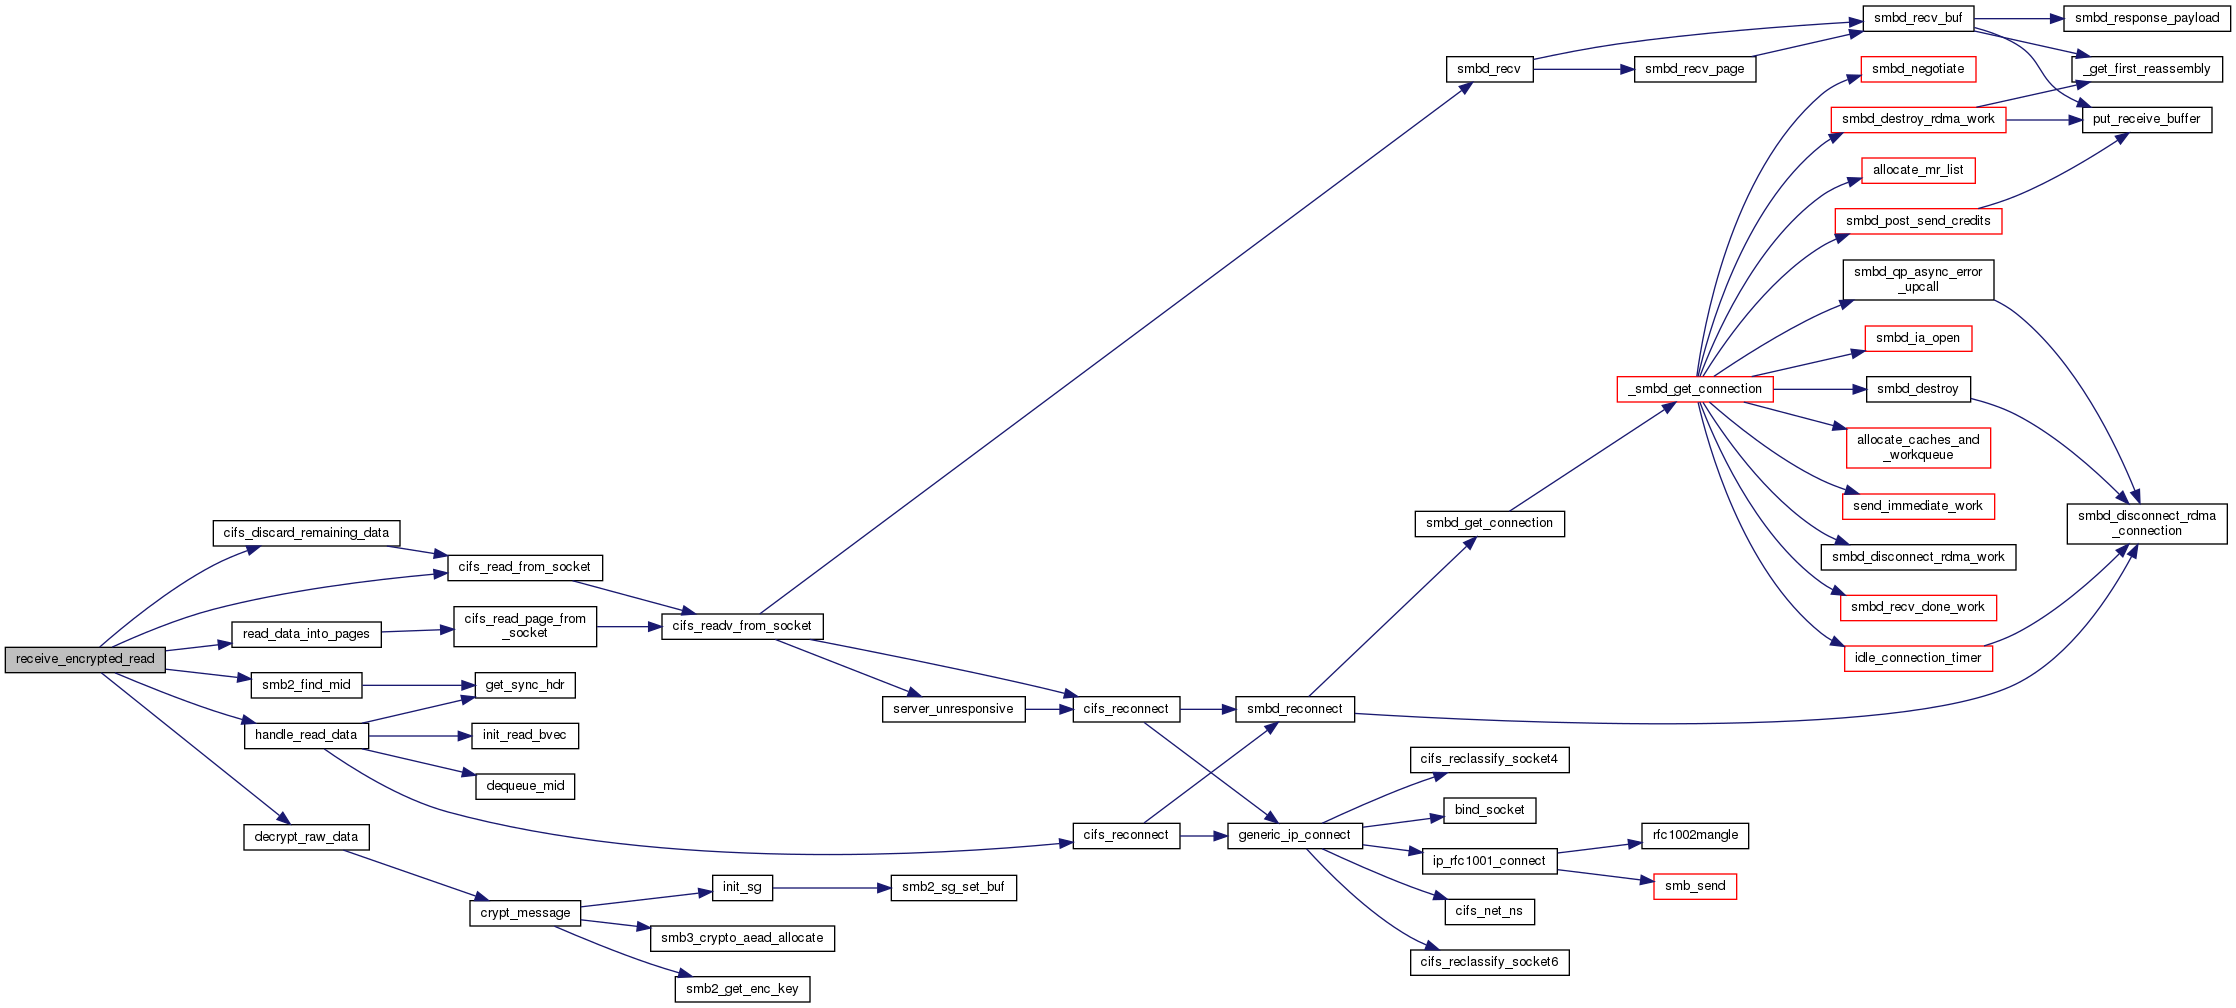 receive_encrypted_read
cifs_discard_remaining_data
read_data_into_pages
smb2_find_mid
handle_read_data
decrypt_raw_data
cifs_read_from_socket
cifs_read_page_from
_socket
get_sync_hdr
init_read_bvec
dequeue_mid
crypt_message
cifs_readv_from_socket
init_sg
smb3_crypto_aead_allocate
smb2_get_enc_key
server_unresponsive
smb2_sg_set_buf
cifs_reconnect
cifs_reconnect
smbd_reconnect
generic_ip_connect
smbd_recv
smbd_get_connection
cifs_reclassify_socket4
bind_socket
ip_rfc1001_connect
cifs_net_ns
cifs_reclassify_socket6
smbd_recv_page
_smbd_get_connection
rfc1002mangle
smb_send
smbd_recv_buf
smbd_negotiate
smbd_destroy_rdma_work
allocate_mr_list
smbd_post_send_credits
smbd_qp_async_error
_upcall
smbd_ia_open
smbd_destroy
allocate_caches_and
_workqueue
send_immediate_work
smbd_disconnect_rdma_work
smbd_recv_done_work
idle_connection_timer
smbd_response_payload
_get_first_reassembly
put_receive_buffer
smbd_disconnect_rdma
_connection